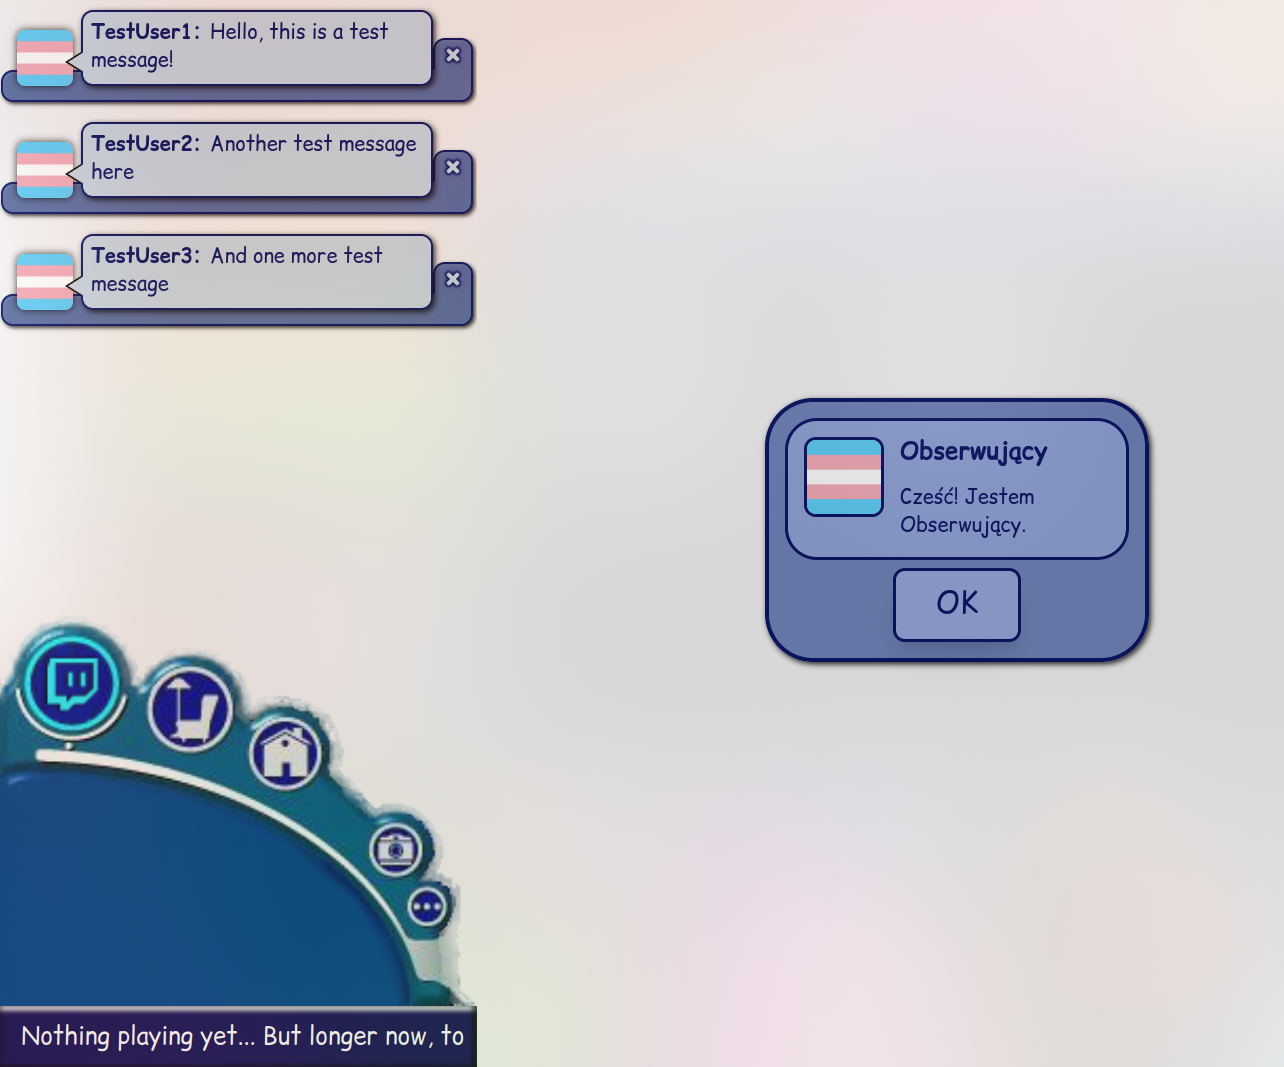 TestUser1: Hello, this is a test
message!
TestUser2: Another test message
here
TestUser3: And one more test
message
Obserwujący
Cześć! Jestem
Obserwujący.
OK
Nothing playing yet... But longer now, to